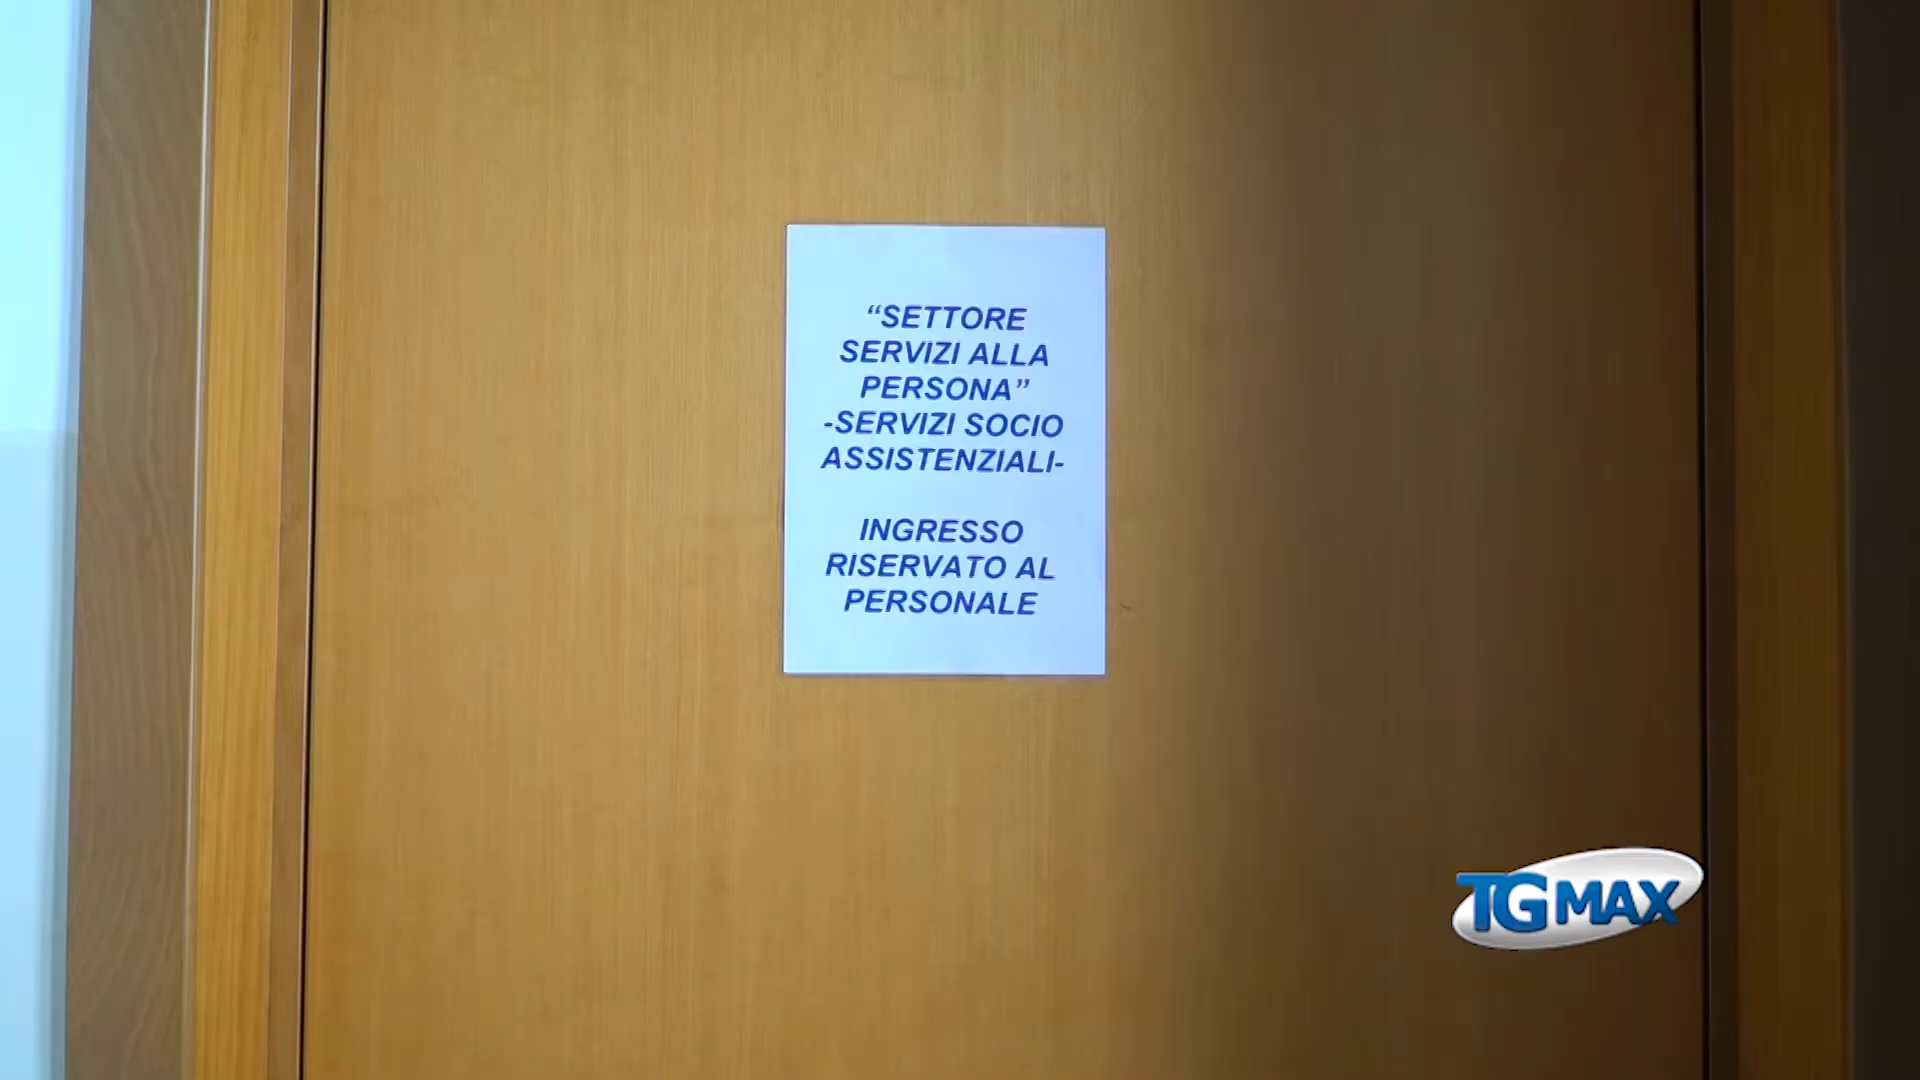 “SETTORE
SERVIZI ALLA
PERSONA”
-SERVIZI SOCIO
ASSISTENZIALI-
INGRESSO
RISERVATO AL
PERSONALE
TGMAX